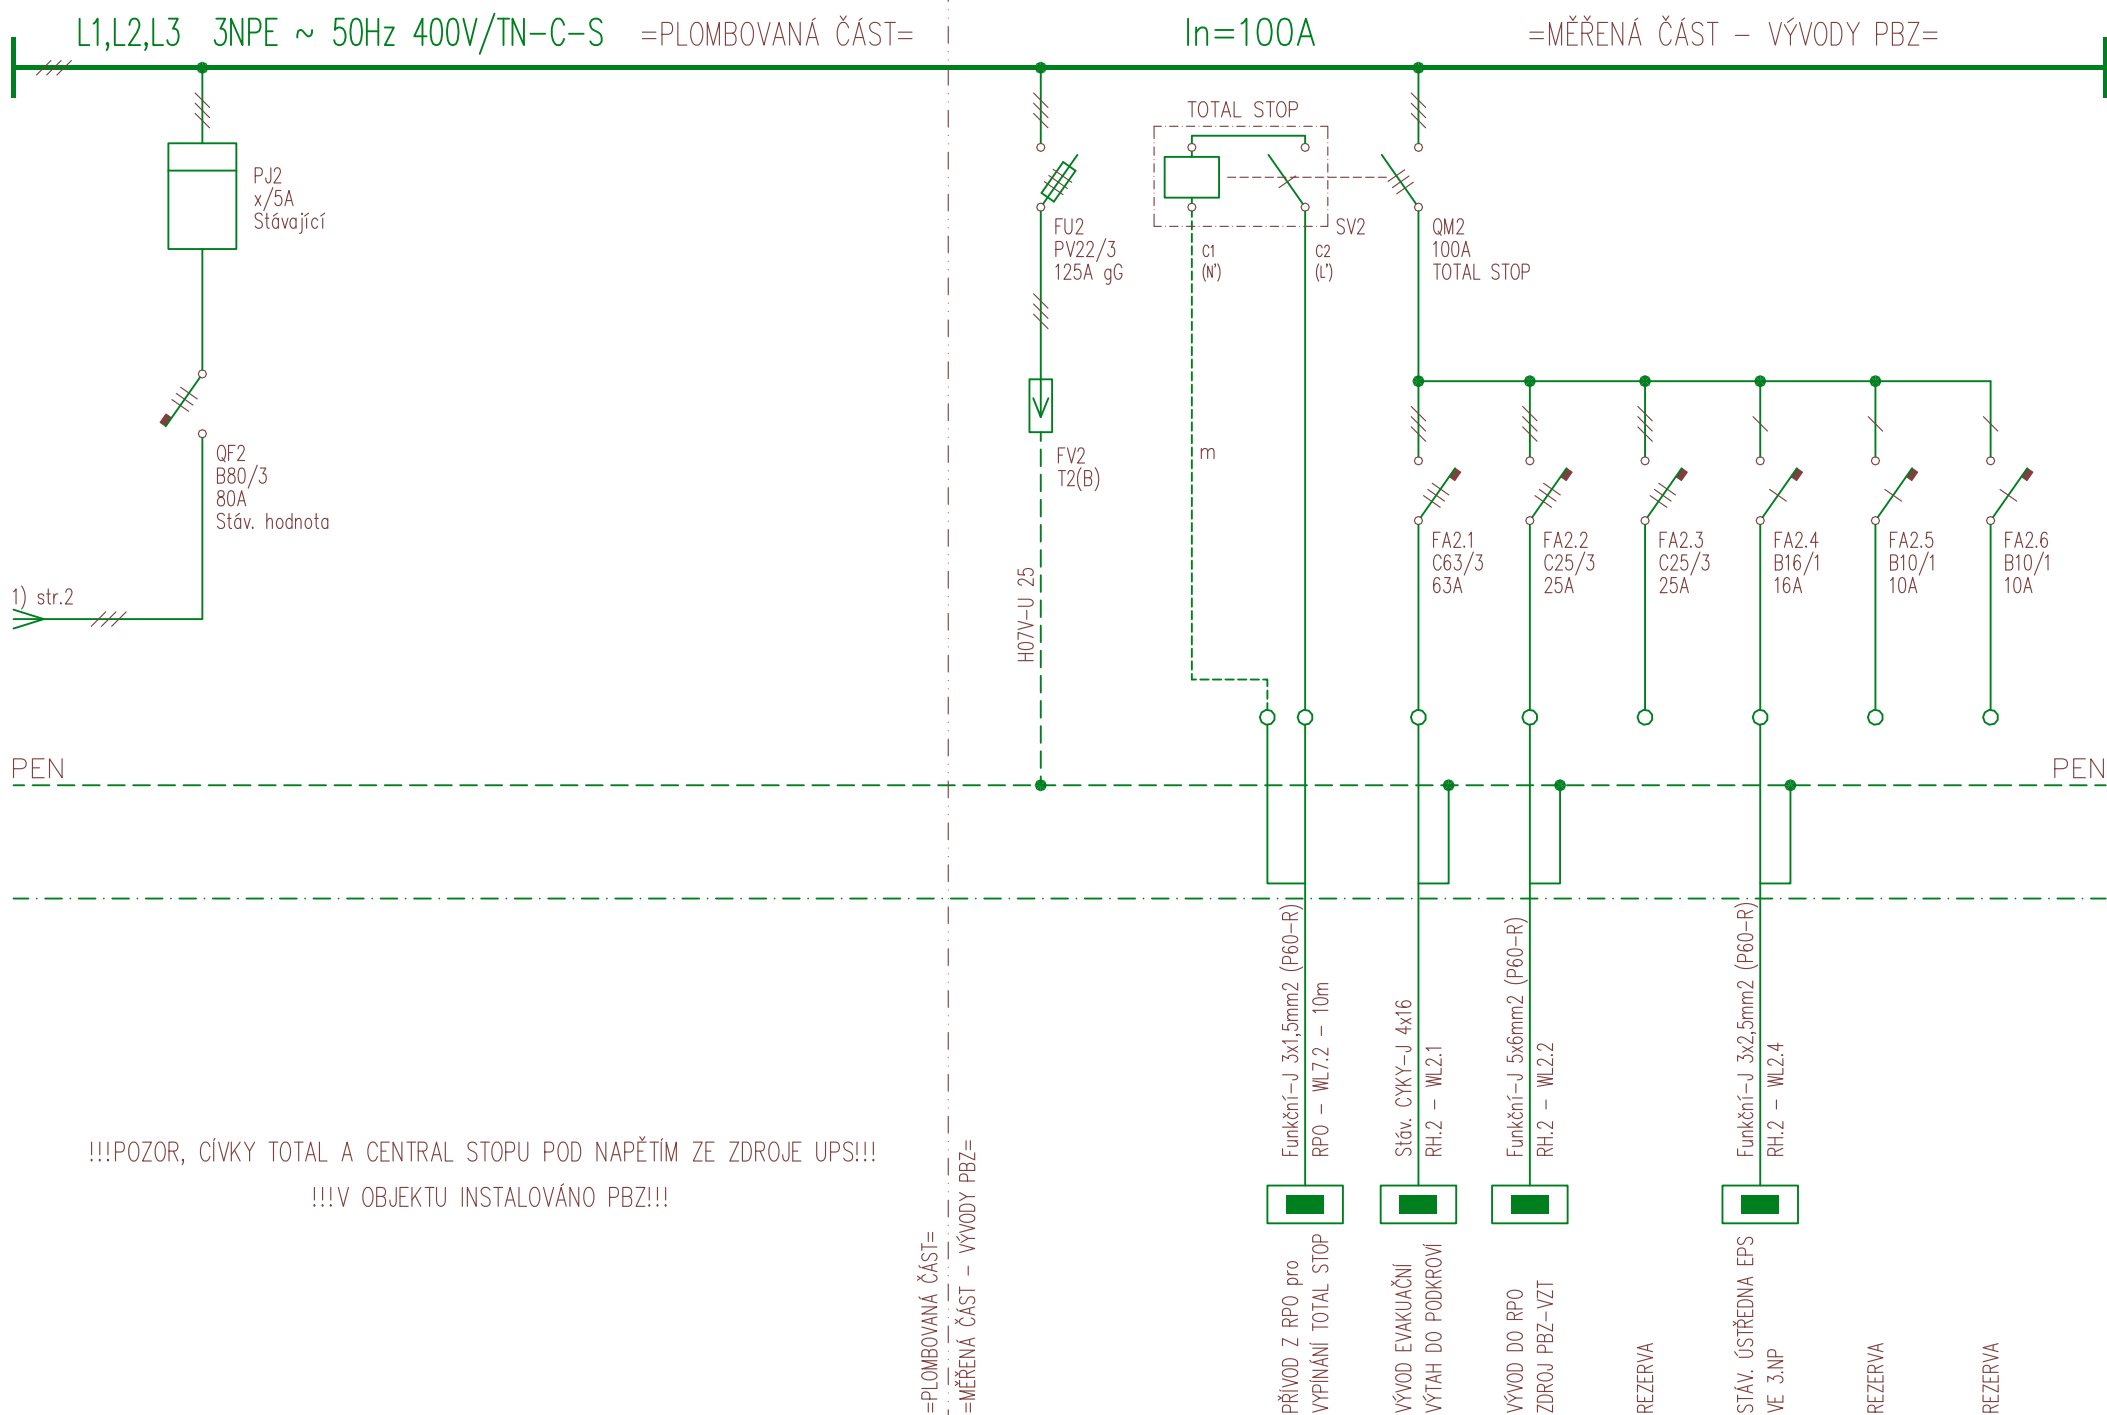 L1,L2,L3 3NPE ~ 50Hz 400V/TN-C-S
=PLOMBOVANÁ ČÁST=
In=100A
=MĚŘENÁ ČÁST - VÝVODY PBZ=
TOTAL STOP
PJ2
x/5A
Stávající
FU2
PV22/3
125A gG
SV2
C1
(N')
C2
(L')
QM2
100A
TOTAL STOP
QF2
B80/3
80A
Stáv. hodnota
FV2
T2(B)
m
H07V-U 25
FA2.1
C63/3
63A
FA2.2
C25/3
25A
FA2.3
C25/3
25A
FA2.4
B16/1
16A
FA2.5
B10/1
10A
FA2.6
B10/1
10A
1) str.2
PEN
PEN
Funkční-J 3x1,5mm2 (P60-R)
RPO - WL7.2 - 10m
Stáv. CYKY-J 4x16
RH.2 - WL2.1
Funkční-J 5x6mm2 (P60-R)
RH.2 - WL2.2
Funkční-J 3x2,5mm2 (P60-R)
RH.2 - WL2.4
!!!POZOR, CÍVKY TOTAL A CENTRAL STOPU POD NAPĚTÍM ZE ZDROJE UPS!!!
!!!V OBJEKTU INSTALOVÁNO PBZ!!!
=PLOMBOVANÁ ČÁST=
=MĚŘENÁ ČÁST - VÝVODY PBZ=
PŘÍVOD Z RPO pro
VYPÍNÁNÍ TOTAL STOP
VÝVOD EVAKUAČNÍ
VÝTAH DO PODKROVÍ
VÝVOD DO RPO
ZDROJ PBZ-VZT
REZERVA
STÁV. ÚSTŘEDNA EPS
VE 3.NP
REZERVA
REZERVA